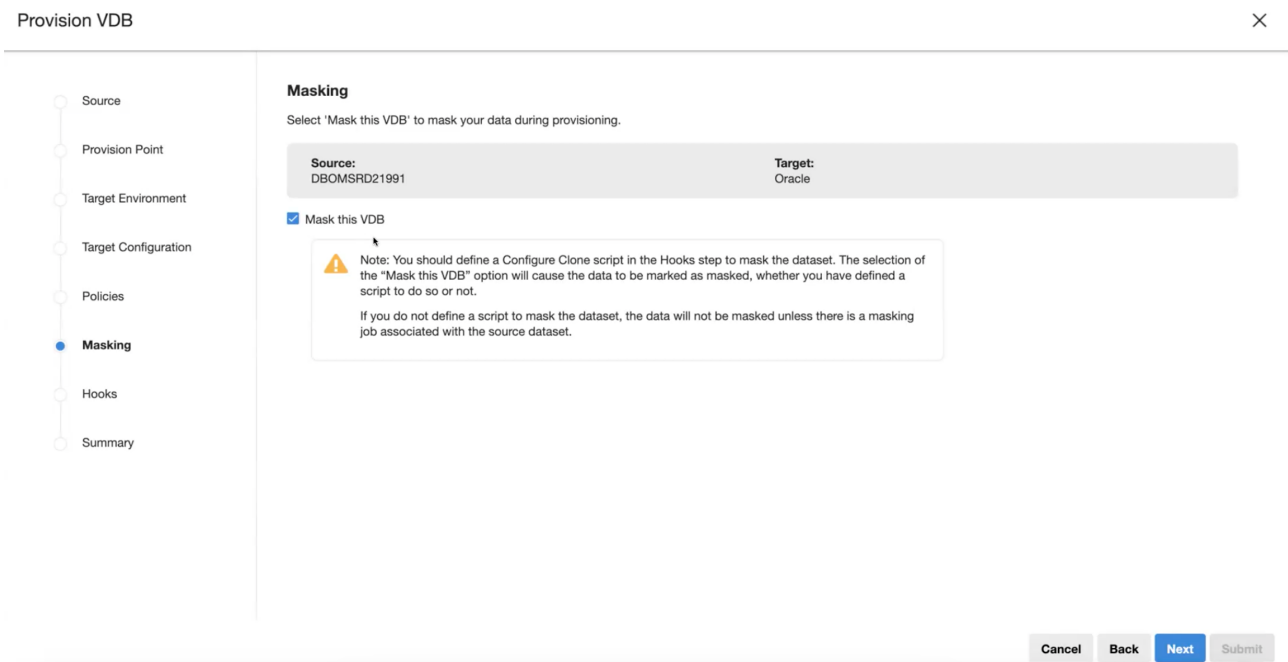 Provision VDB
Source
Provision Point
Target Environment
Target Configuration
Policies
Masking
Hooks
Summary
Masking
Select 'Mask this VDB' to mask your data during provisioning.
Source:
DBOMSRD21991
Target:
Oracle
Mask this VDB
Note: You should define a Configure Clone script in the Hooks step to mask the dataset. The selection of
the “Mask this VDB” option will cause the data to be marked as masked, whether you have defined a
script to do so or not.
If you do not define a script to mask the dataset, the data will not be masked unless there is a masking
job associated with the source dataset.
Cancel
Back
Next
Submit